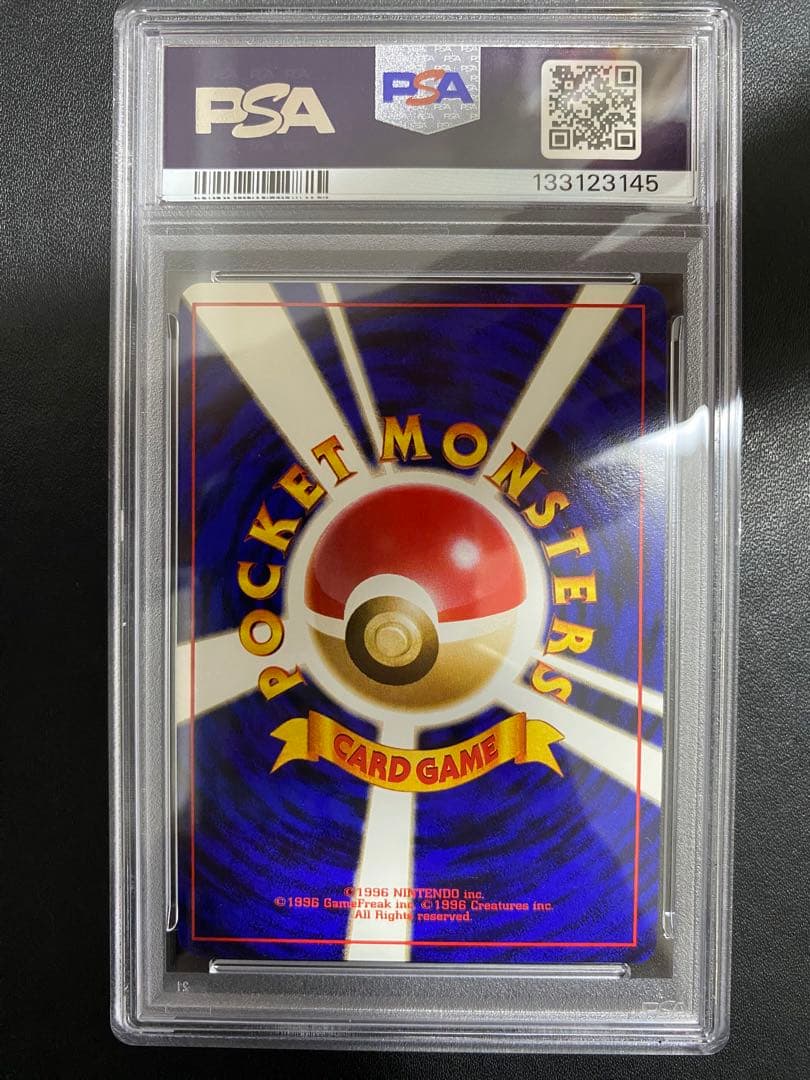 PSA
PSA
133123145
POCKET MONSTERS
CARD GAME
©1996 NINTENDO inc.
©1996 GameFreak inc. ©1996 Creatures inc.
All Rights reserved.
PSA